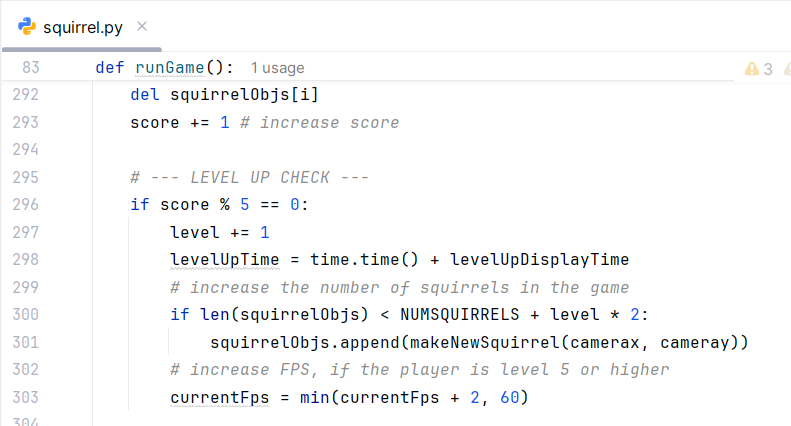 squirrel.py ×
83 def runGame(): 1 usage
3
292 del squirrelObjs[i]
293 score += 1 # increase score
294
295 # --- LEVEL UP CHECK ---
296 if score % 5 == 0:
297 level += 1
298 levelUpTime = time.time() + levelUpDisplayTime
299 # increase the number of squirrels in the game
300 if len(squirrelObjs) < NUMSQUIRRELS + level * 2:
301 squirrelObjs.append(makeNewSquirrel(camerax, cameray))
302 # increase FPS, if the player is level 5 or higher
303 currentFps = min(currentFps + 2, 60)
304